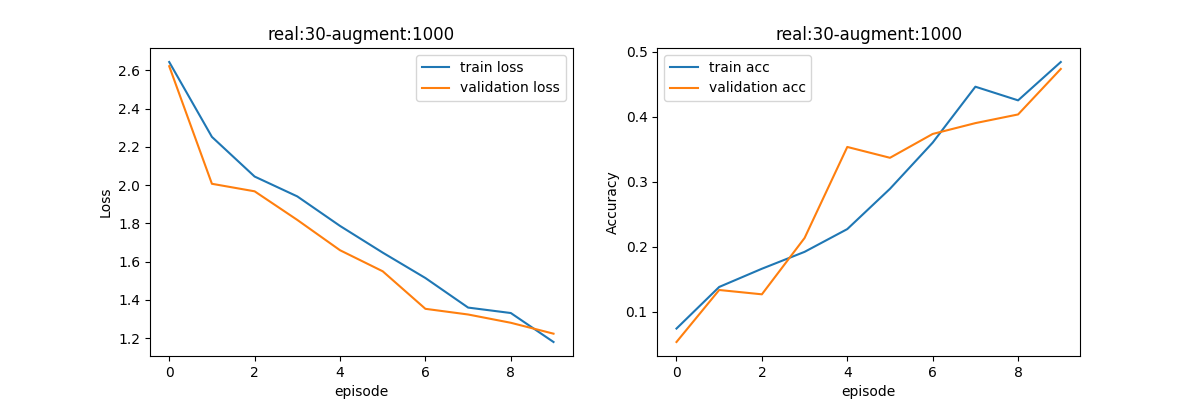 real:30-augment:1000
train loss
validation loss
2.6
2.4
2.2
2.0
1.8
1.6
1.4
1.2
Loss
0 2 4 6 8
episode
real:30-augment:1000
train acc
validation acc
0.5
0.4
0.3
0.2
0.1
Accuracy
0 2 4 6 8
episode